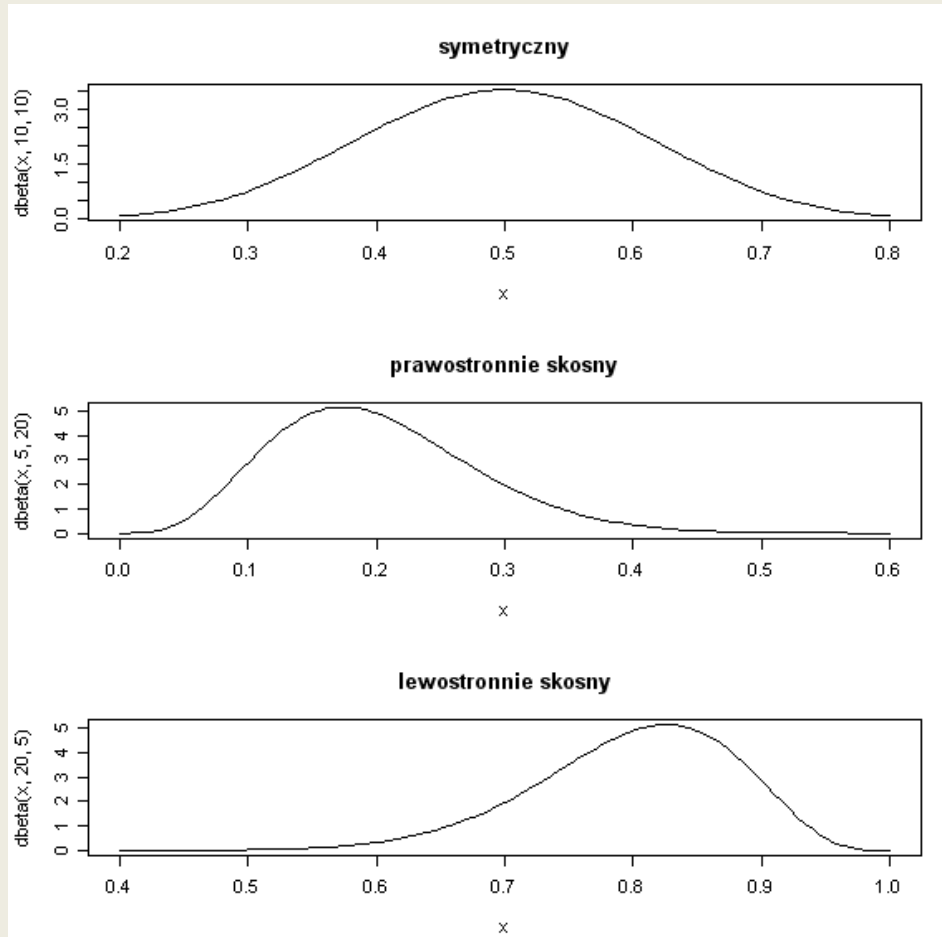 symetryczny
dbeta(x, 10, 10)
0.0 1.5 3.0
0.2 0.3 0.4 0.5 0.6 0.7 0.8
x
prawostronnie skosny
dbeta(x, 5, 20)
0 1 2 3 4 5
0.0 0.1 0.2 0.3 0.4 0.5 0.6
x
lewostronnie skosny
dbeta(x, 20, 5)
0 1 2 3 4 5
0.4 0.5 0.6 0.7 0.8 0.9 1.0
x